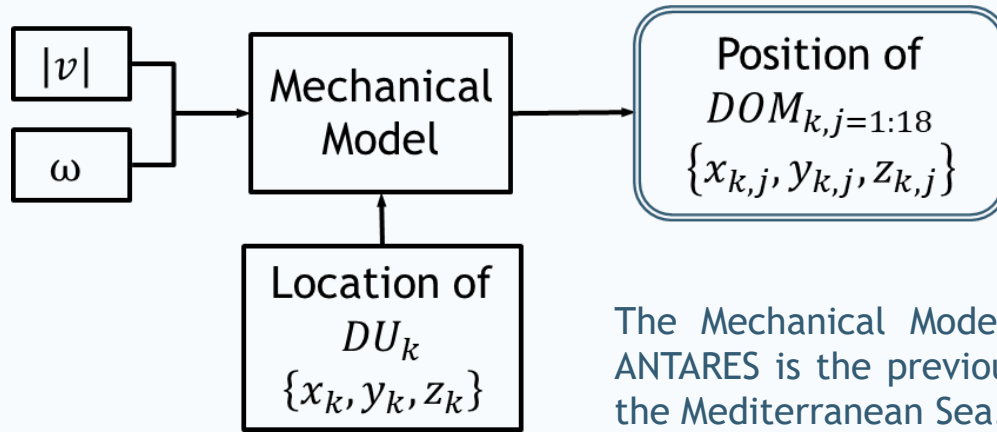 |v|
ω
Mechanical
Model
Position of
DOM_{k,j=1:18}
{x_{k,j}, y_{k,j}, z_{k,j}}
Location of
DU_k
{x_k, y_k, z_k}
The Mechanical Mode
ANTARES is the previou
the Mediterranean Sea